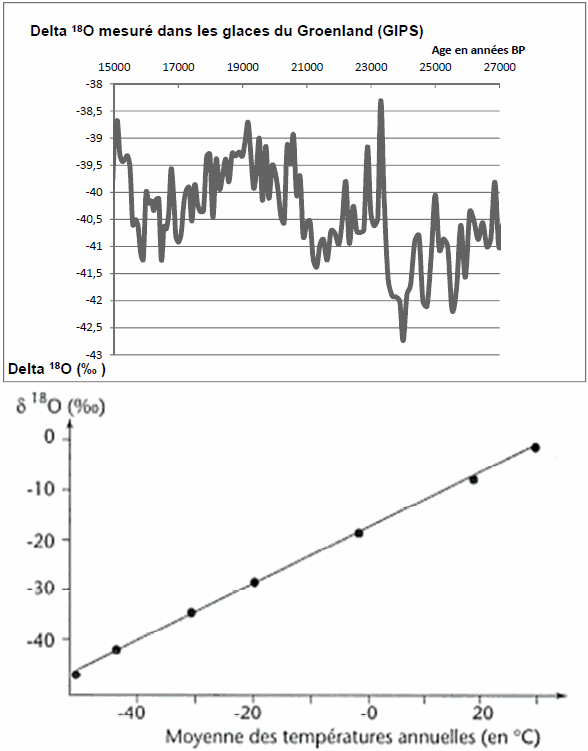 Delta ¹⁸O mesuré dans les glaces du Groenland (GIPS)
Age en années BP
15000 17000 19000 21000 23000 25000 27000
-38
-38,5
-39
-39,5
-40
-40,5
-41
-41,5
-42
-42,5
-43
Delta ¹⁸O (‰ )
δ ¹⁸O (‰)
0
-10
-20
-30
-40
-40 -20 -0 20
Moyenne des températures annuelles (en °C)